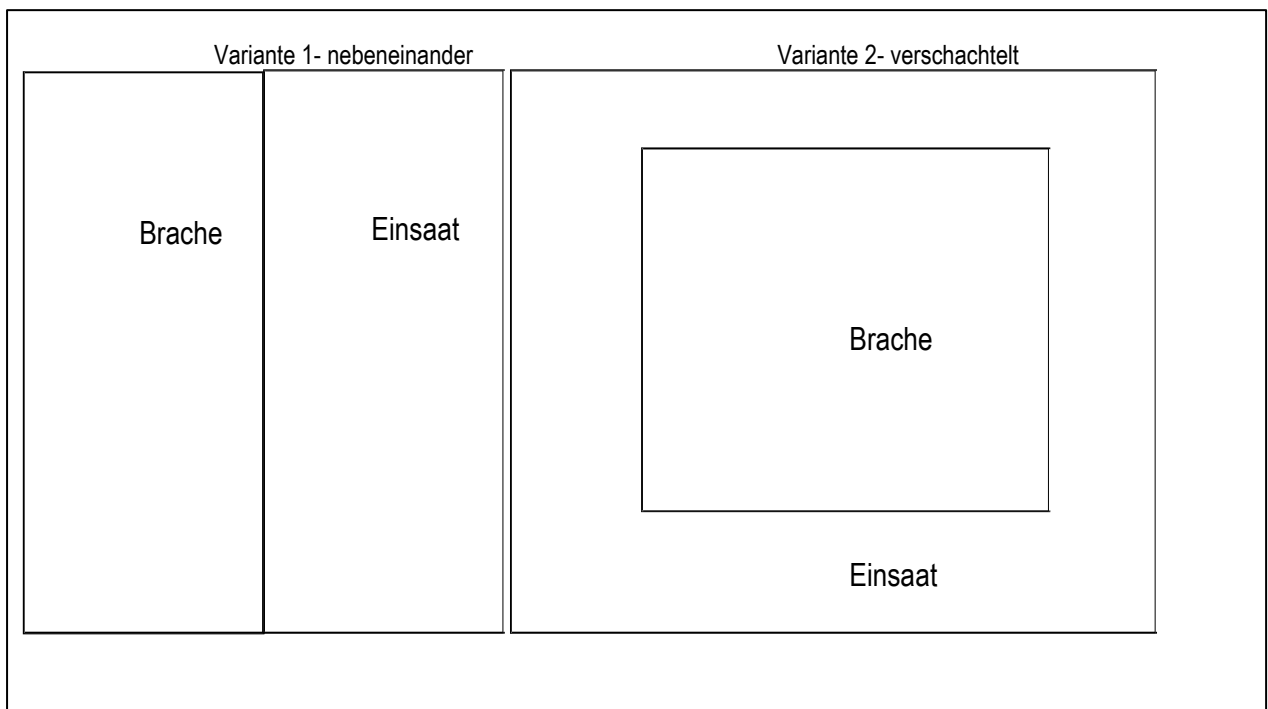 Variante 1- nebeneinander
Variante 2- verschachtelt
Brache
Einsaat
Brache
Einsaat